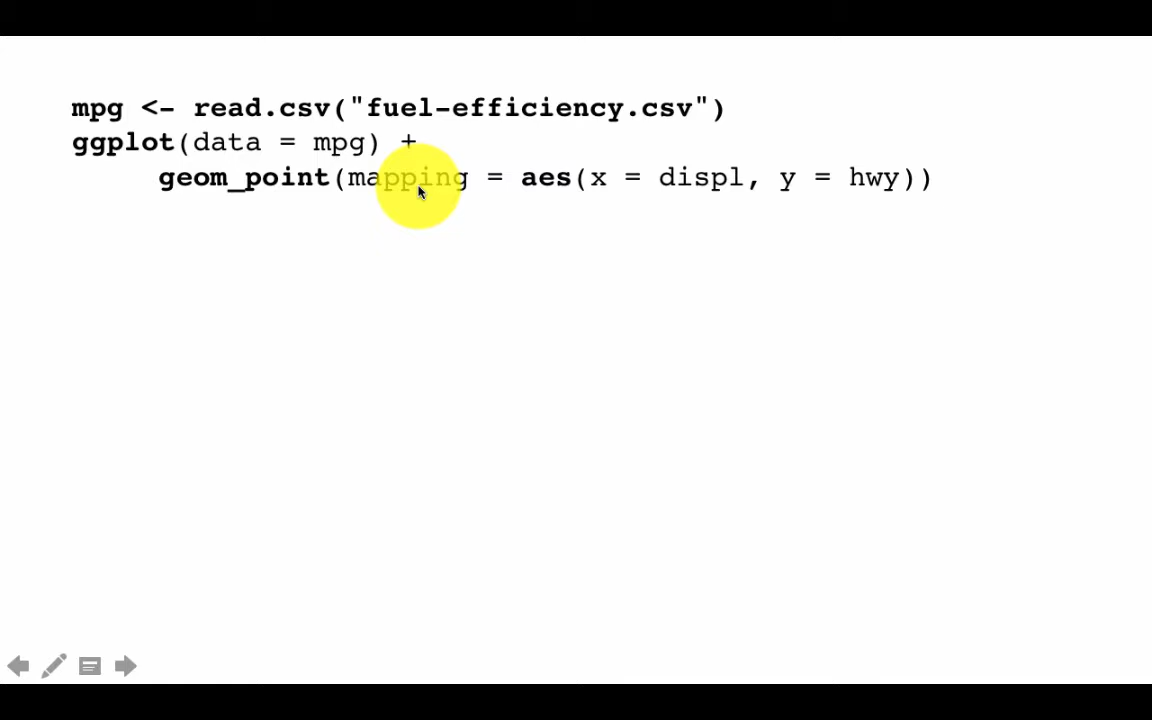 mpg <- read.csv("fuel-efficiency.csv")
ggplot(data = mpg) +
geom_point(mapping = aes(x = displ, y = hwy))